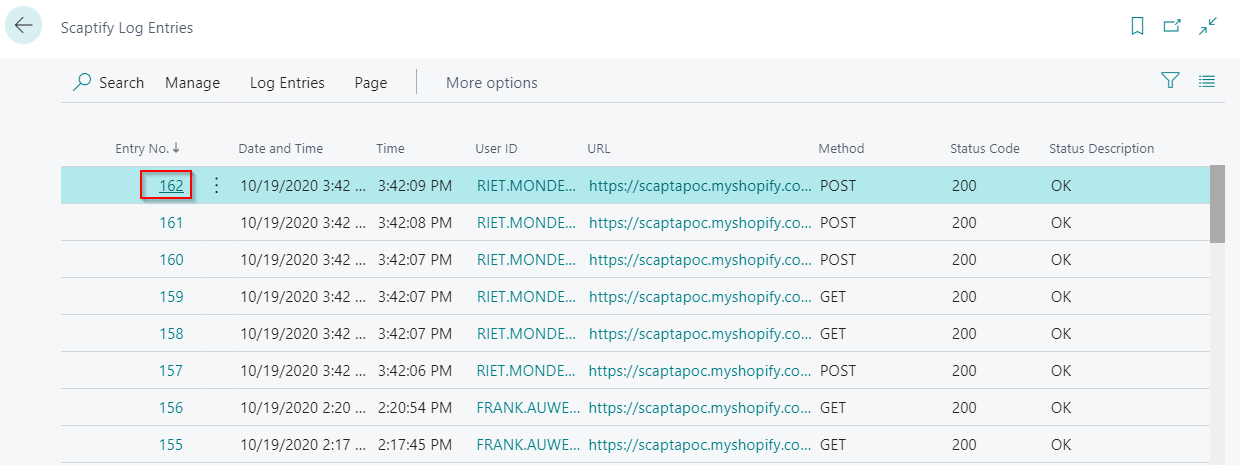 Scaptify Log Entries
Search Manage Log Entries Page More options
Entry No. ↓ Date and Time Time User ID URL Method Status Code Status Description
162 10/19/2020 3:42 ... 3:42:09 PM RIET.MONDE... https://scaptapoc.myshopify.co... POST 200 OK
161 10/19/2020 3:42 ... 3:42:08 PM RIET.MONDE... https://scaptapoc.myshopify.co... POST 200 OK
160 10/19/2020 3:42 ... 3:42:07 PM RIET.MONDE... https://scaptapoc.myshopify.co... POST 200 OK
159 10/19/2020 3:42 ... 3:42:07 PM RIET.MONDE... https://scaptapoc.myshopify.co... GET 200 OK
158 10/19/2020 3:42 ... 3:42:07 PM RIET.MONDE... https://scaptapoc.myshopify.co... GET 200 OK
157 10/19/2020 3:42 ... 3:42:06 PM RIET.MONDE... https://scaptapoc.myshopify.co... POST 200 OK
156 10/19/2020 2:20 ... 2:20:54 PM FRANK.AUWE... https://scaptapoc.myshopify.co... GET 200 OK
155 10/19/2020 2:17 ... 2:17:45 PM FRANK.AUWE... https://scaptapoc.myshopify.co... GET 200 OK